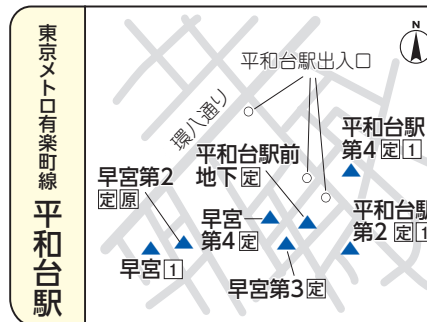 東京メトロ有楽町線
平和台駅
N
平和台駅出入口
環八通り
平和台駅
第4 定 1
平和台駅前
地下 定
早宮第2
定 原
早宮
第4 定
平和台駅
第2 定 1
早宮 1
早宮第3 定